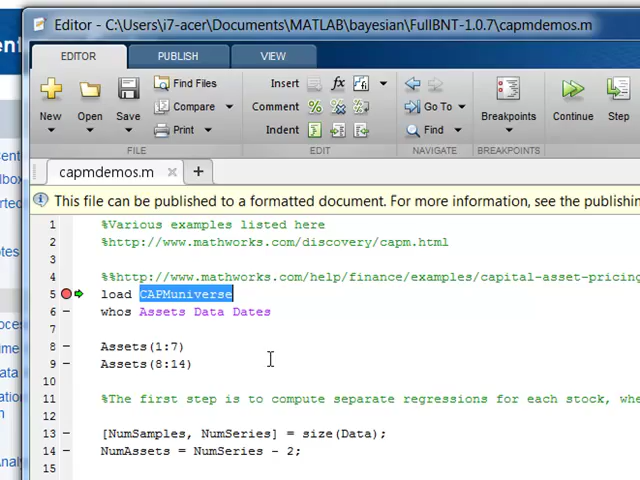 Editor - C:\Users\i7-acer\Documents\MATLAB\bayesian\FullBNT-1.0.7\capmdemos.m
EDITOR PUBLISH VIEW
New Open Save Find Files Compare Print FILE
Insert fx Comment Indent EDIT
Go To Find NAVIGATE
Breakpoints BREAKPOINTS
Continue Step
capmdemos.m +
This file can be published to a formatted document. For more information, see the publishin
1 %Various examples listed here
2 %http://www.mathworks.com/discovery/capm.html
3
4 %%http://www.mathworks.com/help/finance/examples/capital-asset-pricing
5 load CAPMuniverse
6 whos Assets Data Dates
7
8 Assets(1:7)
9 Assets(8:14)
10
11 %The first step is to compute separate regressions for each stock, whe
12
13 [NumSamples, NumSeries] = size(Data);
14 NumAssets = NumSeries - 2;
15